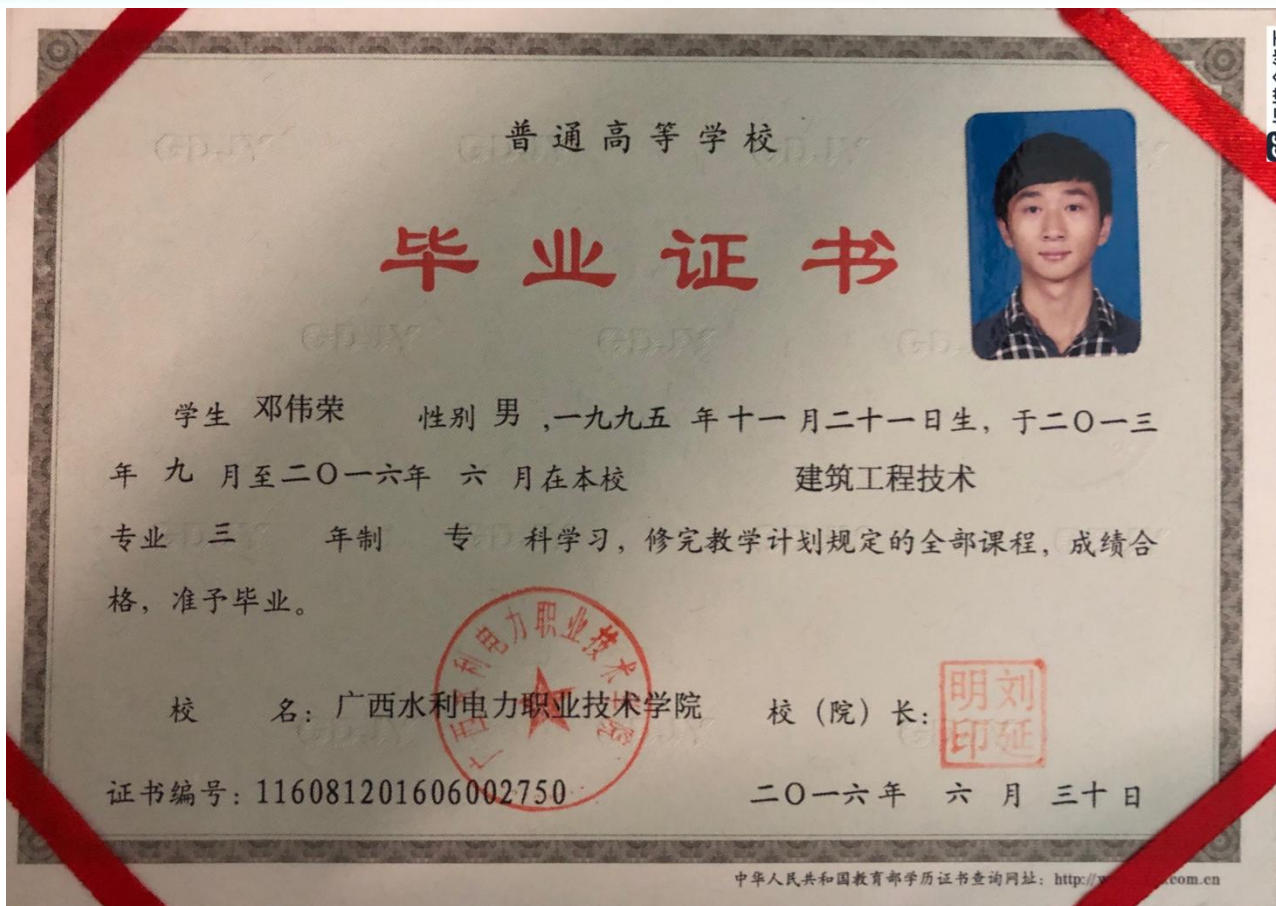 普通高等学校
毕业证书
学生 邓伟荣 性别 男 ,一九九五 年十一月二十一日生，于二〇一三
年 九 月至二〇一六年 六 月在本校 建筑工程技术
专业 三 年制 专 科学习，修完教学计划规定的全部课程，成绩合
格，准予毕业。
校 名：广西水利电力职业技术学院 校（院）长：
刘延明印
证书编号：116081201606002750 二〇一六年 六 月 三十 日
中华人民共和国教育部学历证书查询网址：http://w .com.cn